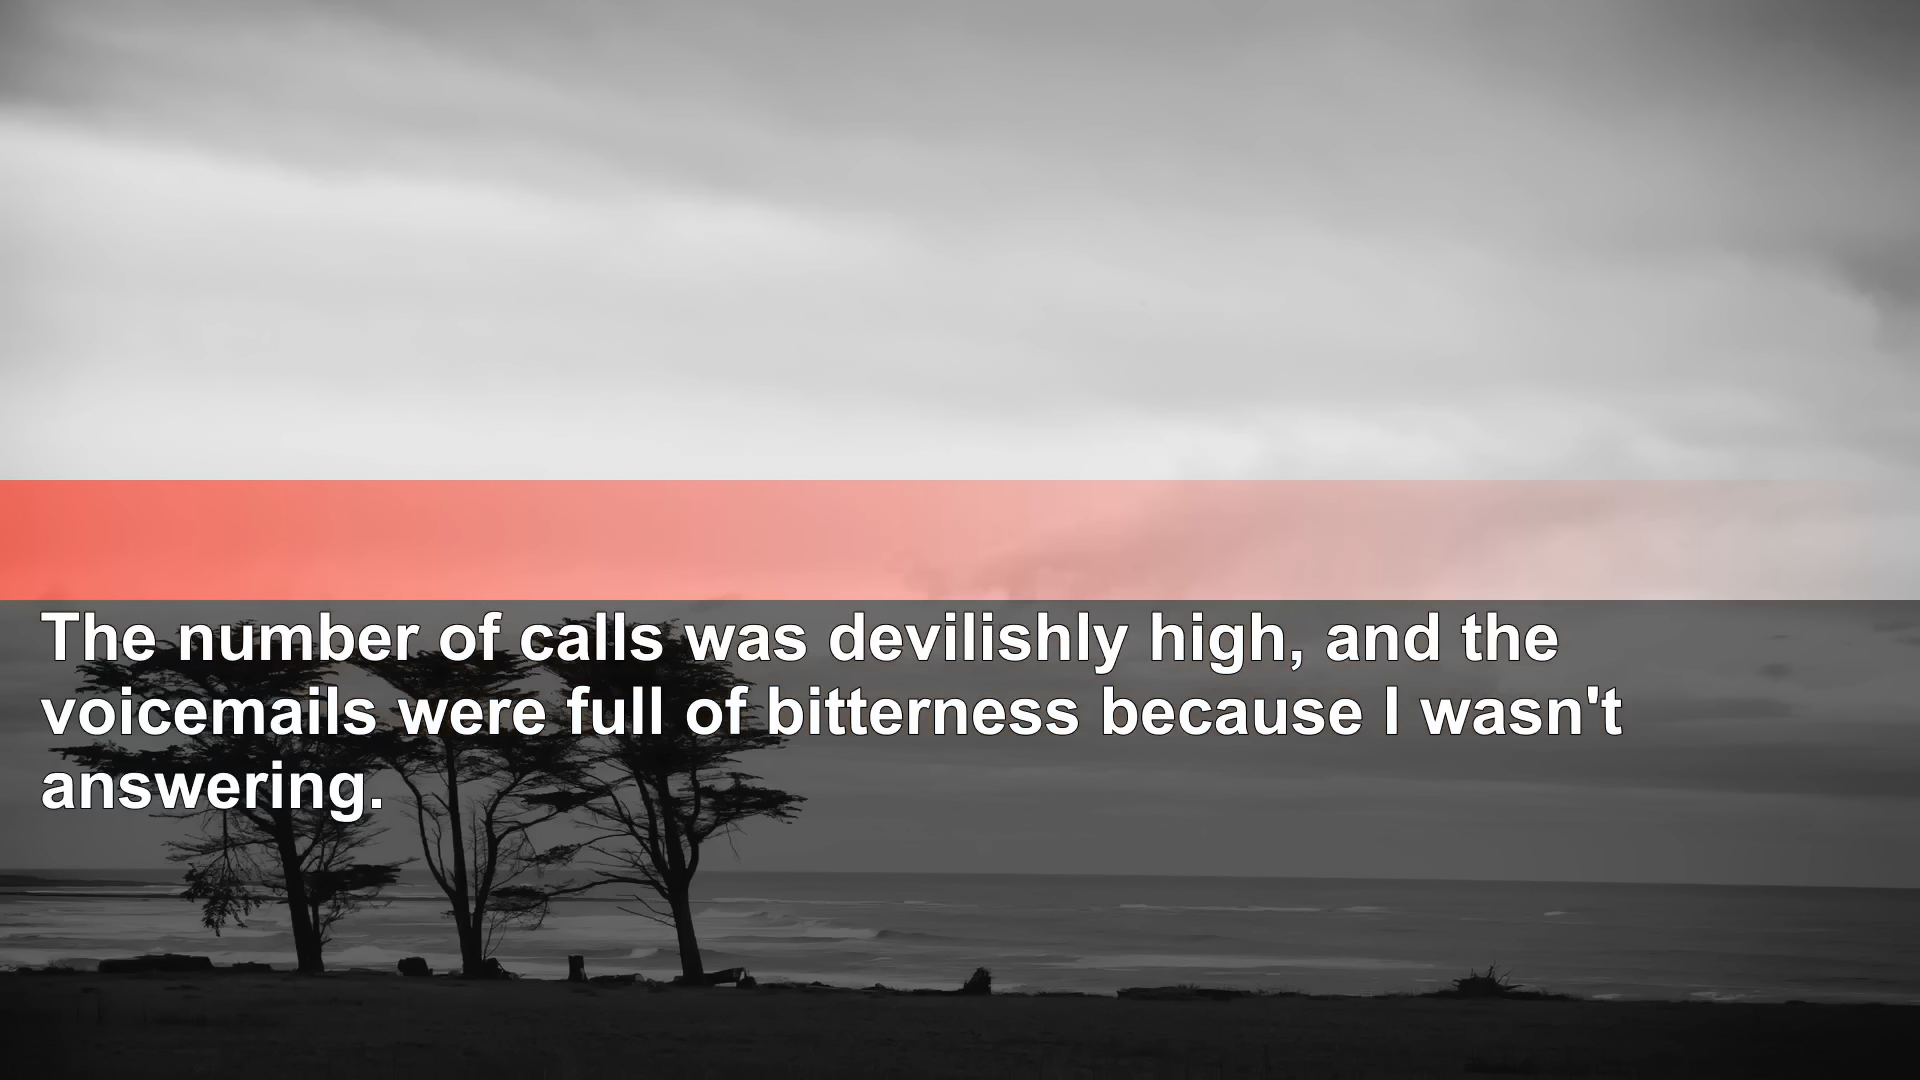 The number of calls was devilishly high, and the
voicemails were full of bitterness because I wasn't
answering.